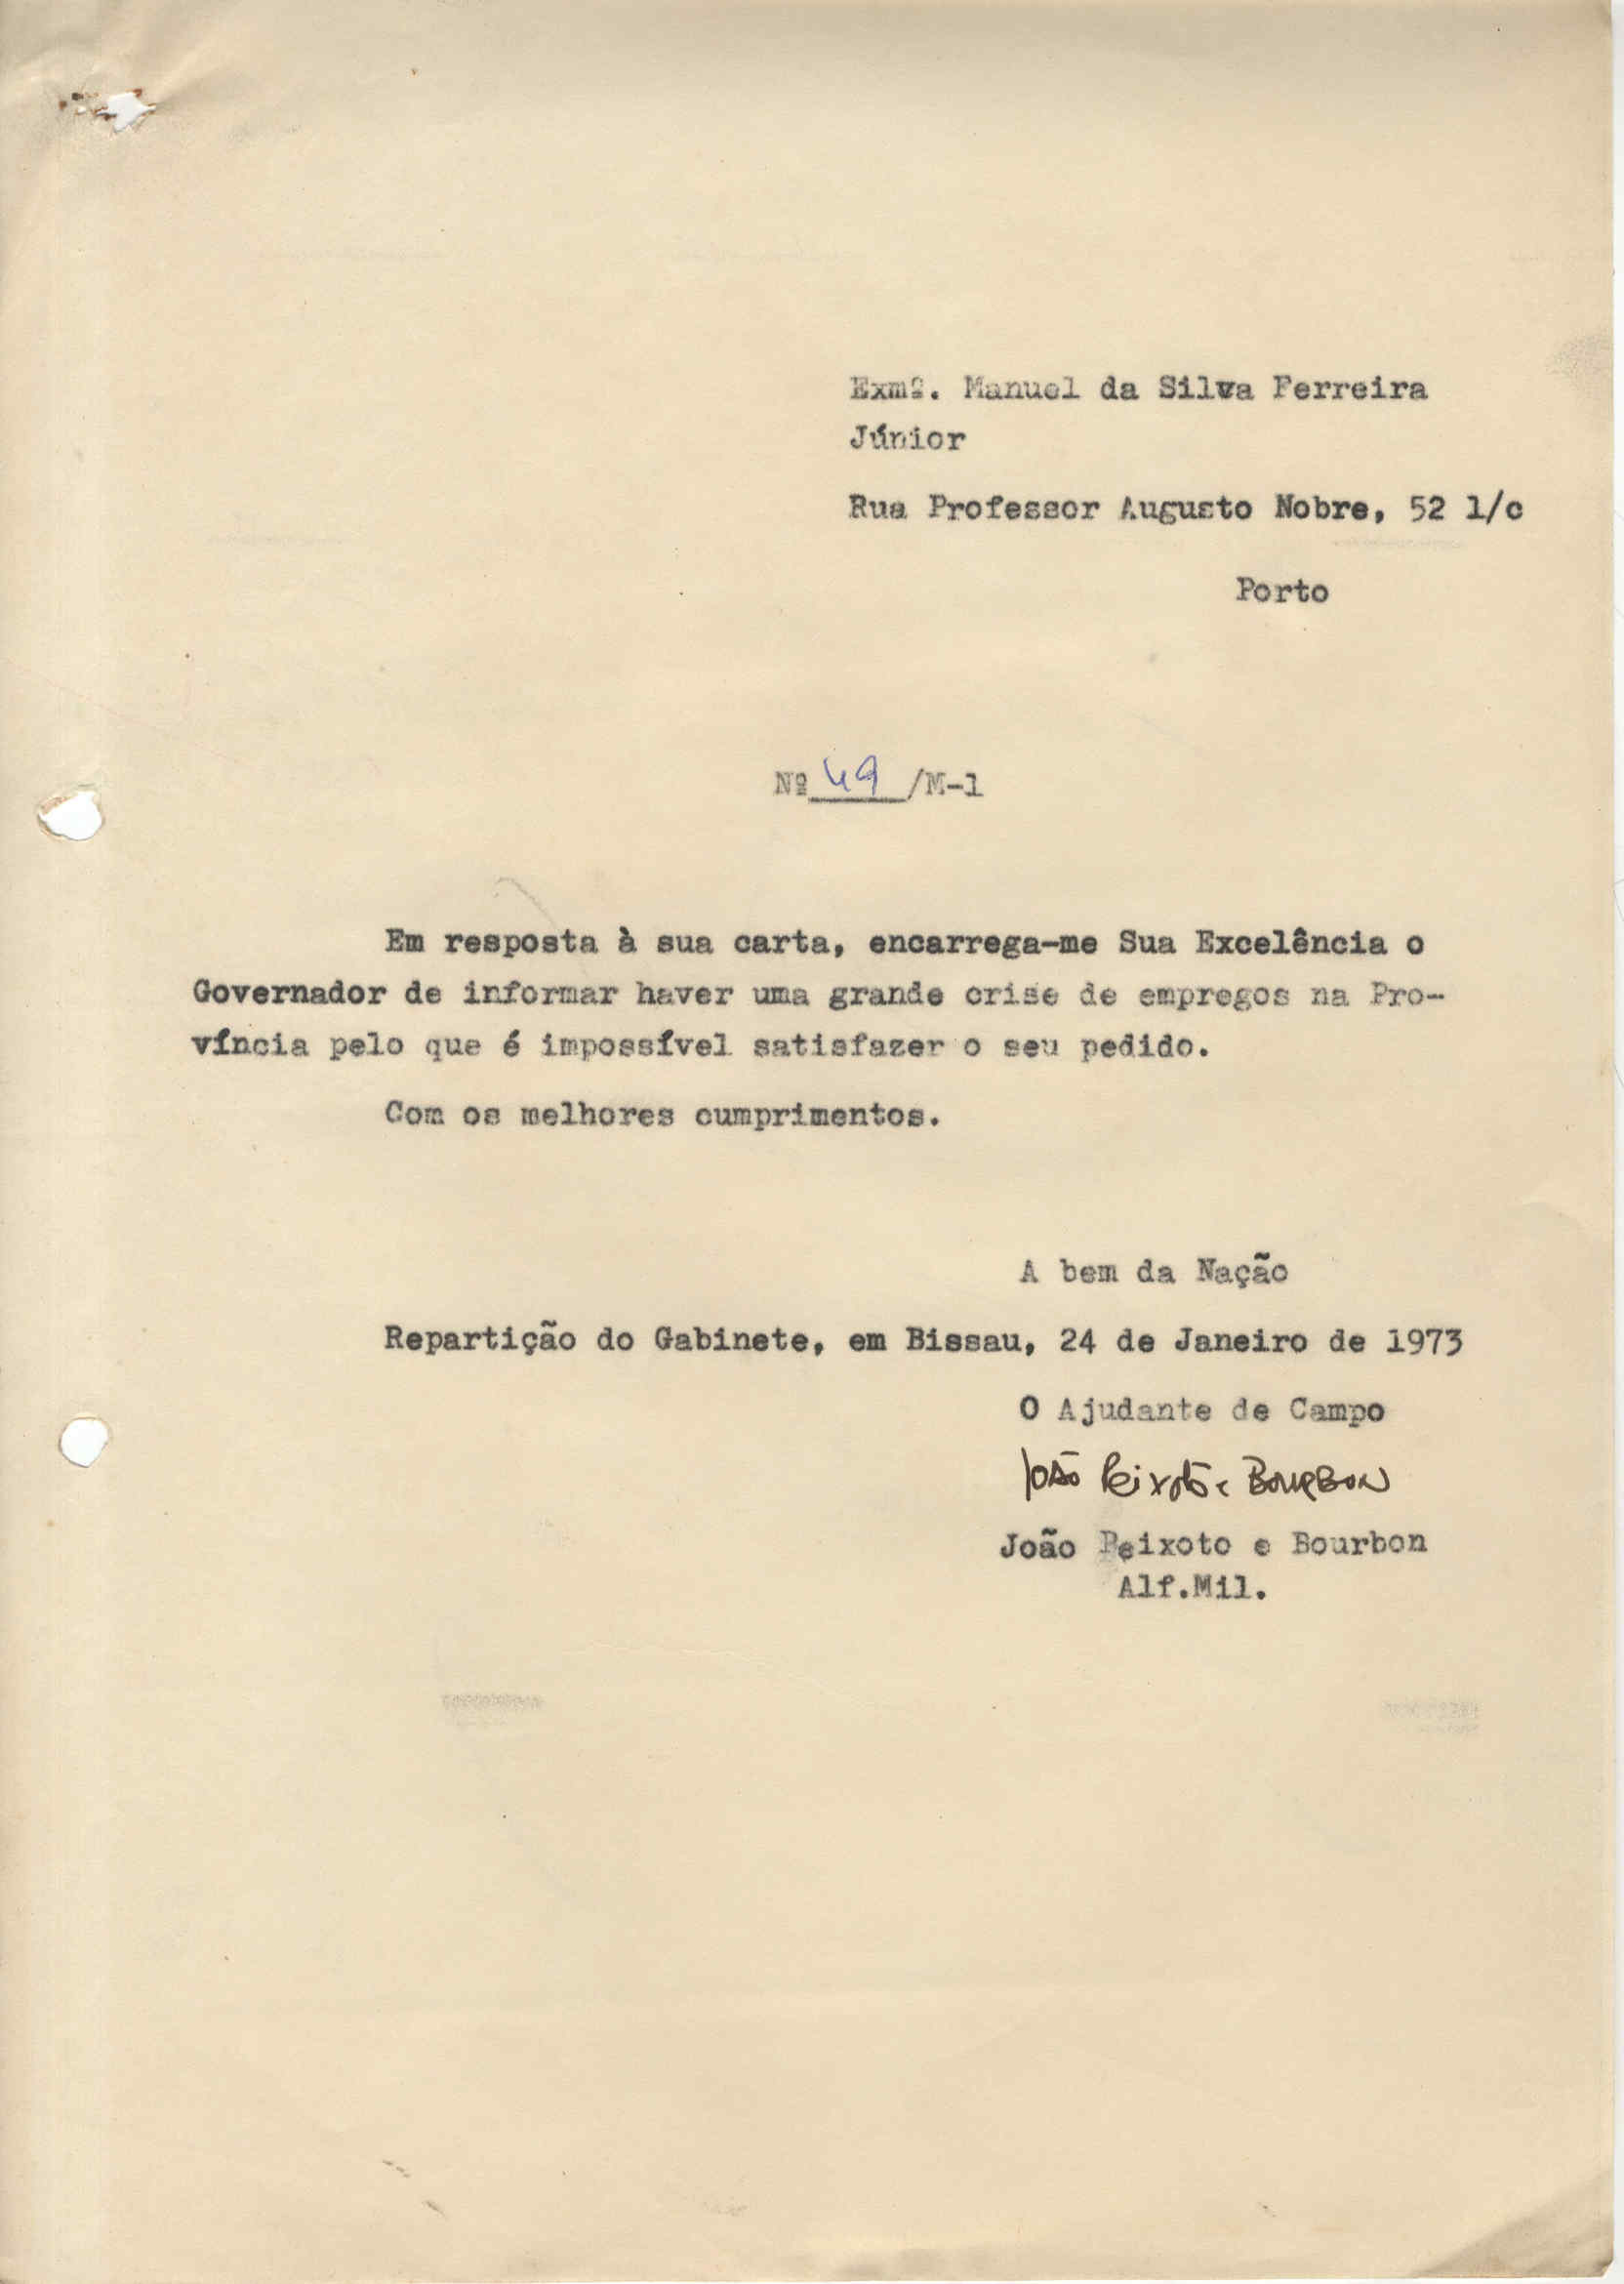 Exmº. Manuel da Silva Ferreira
Júnior
Rua Professor Augusto Nobre, 52 1/c
Porto
Nº 49 /M-1
Em resposta à sua carta, encarrega-me Sua Excelência o
Governador de informar haver uma grande crise de empregos na Pro-
víncia pelo que é impossível satisfazer o seu pedido.
Com os melhores cumprimentos.
A bem da Nação
Repartição do Gabinete, em Bissau, 24 de Janeiro de 1973
O Ajudante de Campo
João Peixoto e Bourbon
João Peixoto e Bourbon
Alf.Mil.